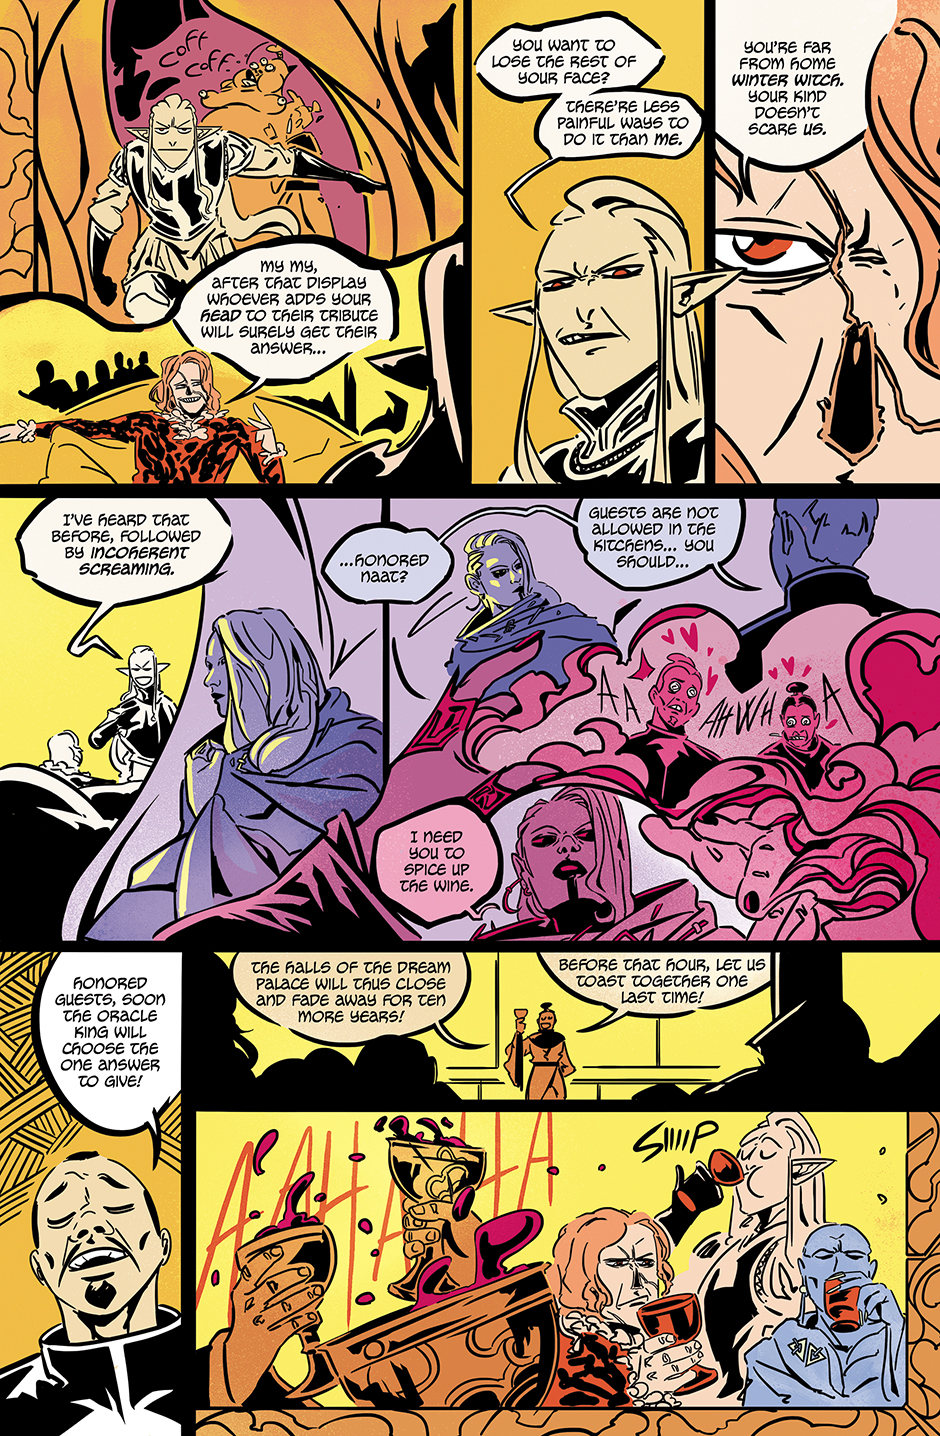 COFF
COFF...
MY MY,
AFTER THAT DISPLAY
WHOEVER ADDS YOUR
HEAD TO THEIR TRIBUTE
WILL SURELY GET THEIR
ANSWER...
YOU WANT TO
LOSE THE REST OF
YOUR FACE?
THERE'RE LESS
PAINFUL WAYS TO
DO IT THAN ME.
YOU'RE FAR
FROM HOME
WINTER WITCH.
YOUR KIND
DOESN'T
SCARE US.
I'VE HEARD THAT
BEFORE, FOLLOWED
BY INCOHERENT
SCREAMING.
GUESTS ARE NOT
ALLOWED IN THE
KITCHENS... YOU
SHOULD...
...HONORED
NAAT?
AA
AHWH
A
I NEED
YOU TO
SPICE UP
THE WINE.
HONORED
GUESTS, SOON
THE ORACLE
KING WILL
CHOOSE THE
ONE ANSWER
TO GIVE!
THE HALLS OF THE DREAM
PALACE WILL THUS CLOSE
AND FADE AWAY FOR TEN
MORE YEARS!
BEFORE THAT HOUR, LET US
TOAST TOGETHER ONE
LAST TIME!
AAHAHHA
SIIIIP